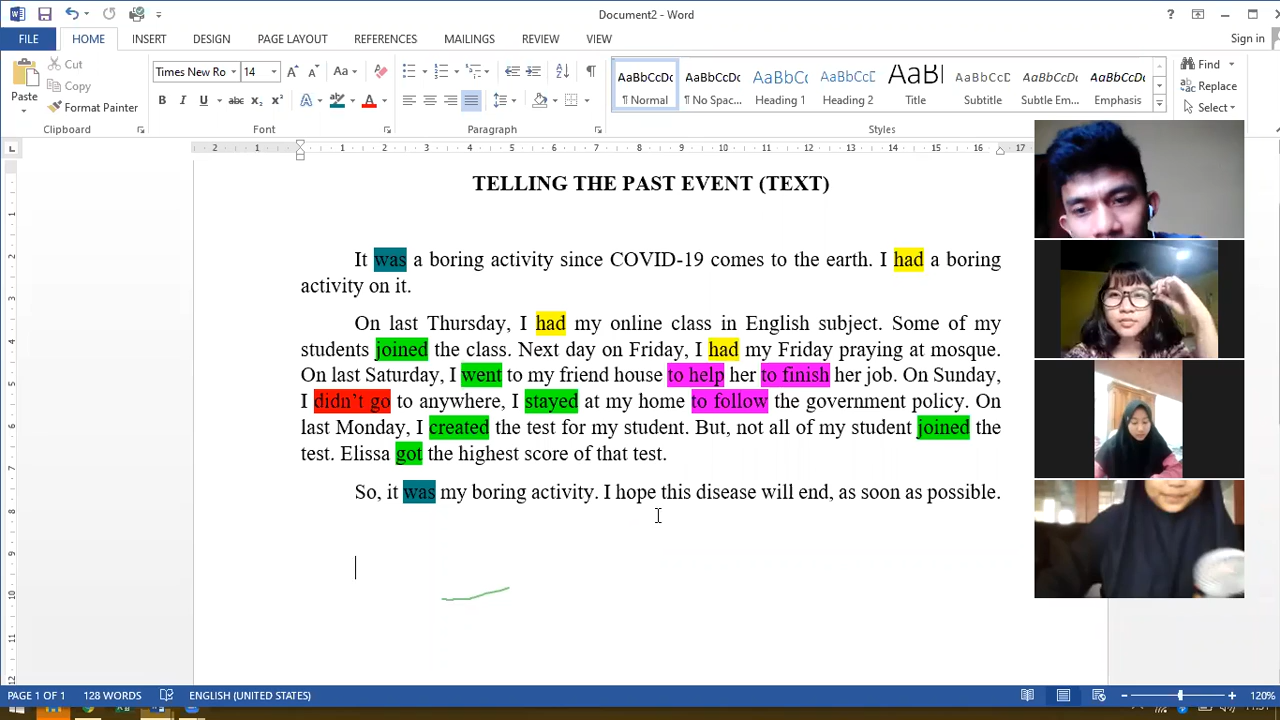 Document2 - Word
Sign in
FILE HOME INSERT DESIGN PAGE LAYOUT REFERENCES MAILINGS REVIEW VIEW
Paste
Cut
Copy
Format Painter
Clipboard
Times New Ro 14
Font
Paragraph
AaBbCcDc ¶ Normal
AaBbCcDc ¶ No Spac...
AaBbCc Heading 1
AaBbCcD Heading 2
AaBl Title
AaBbCcD Subtitle
AaBbCcDc Subtle Em...
AaBbCcDc Emphasis
Styles
Find
Replace
Select
TELLING THE PAST EVENT (TEXT)
It was a boring activity since COVID-19 comes to the earth. I had a boring
activity on it.
On last Thursday, I had my online class in English subject. Some of my
students joined the class. Next day on Friday, I had my Friday praying at mosque.
On last Saturday, I went to my friend house to help her to finish her job. On Sunday,
I didn't go to anywhere, I stayed at my home to follow the government policy. On
last Monday, I created the test for my student. But, not all of my student joined the
test. Elissa got the highest score of that test.
So, it was my boring activity. I hope this disease will end, as soon as possible.
PAGE 1 OF 1 128 WORDS ENGLISH (UNITED STATES) 120%